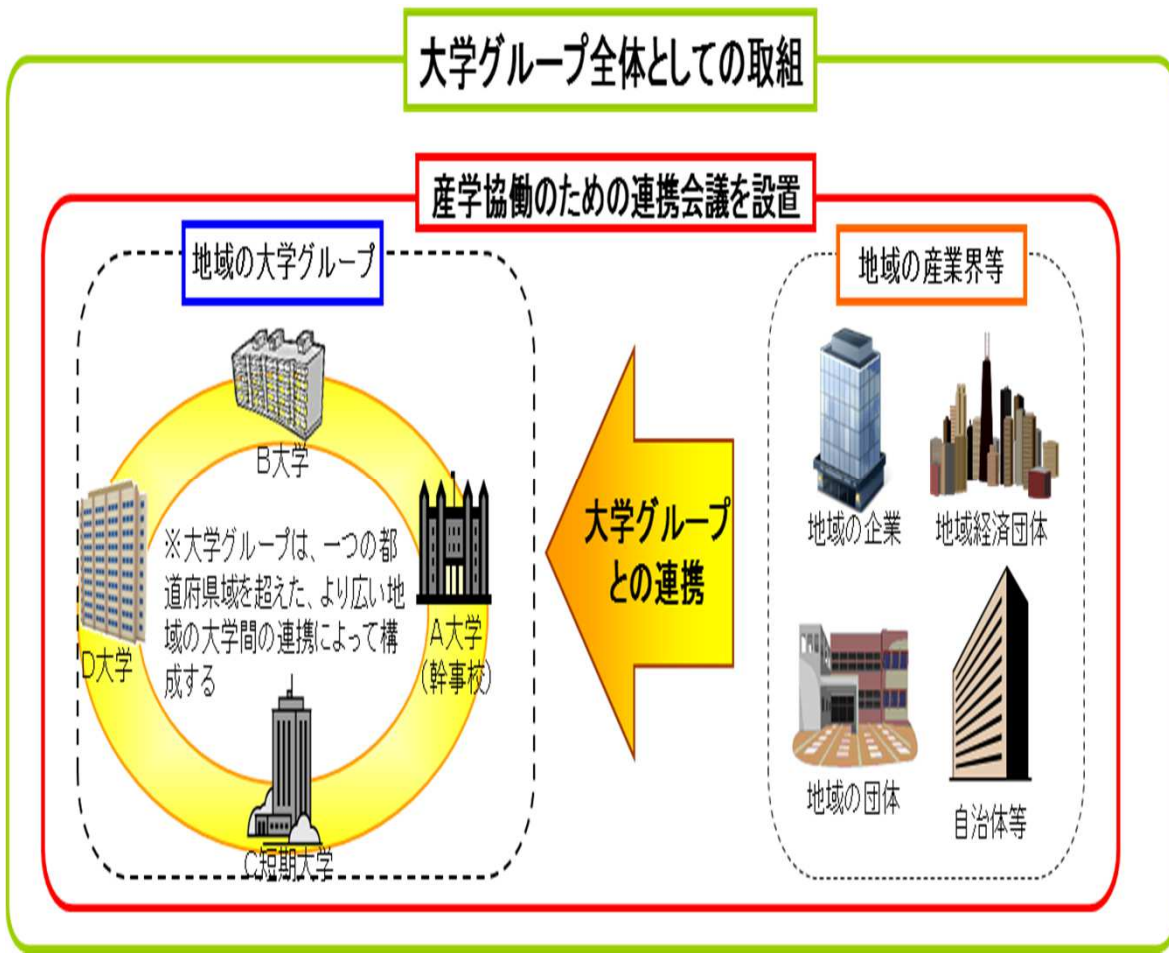 大学グループ全体としての取組
産学協働のための連携会議を設置
地域の大学グループ
B大学
D大学
※大学グループは、一つの都
道府県域を超えた、より広い地
域の大学間の連携によって構
成する
A大学
(幹事校)
C短期大学
大学グループ
との連携
地域の産業界等
地域の企業
地域経済団体
地域の団体
自治体等